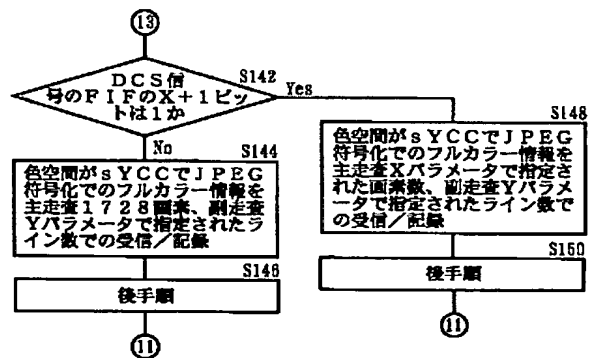 13
DCS信
号のFIFのX+1ビッ
トは1か
S142
Yes
No
S144
色空間がsYCCでJPEG
符号化でのフルカラー情報を
主走査1728画素、副走査
Yパラメータで指定されたラ
イン数での受信/記録
S146
後手順
11
S148
色空間がsYCCでJPEG
符号化でのフルカラー情報を
主走査Xパラメータで指定さ
れた画素数、副走査Yパラメ
ータで指定されたライン数で
の受信/記録
S150
後手順
11